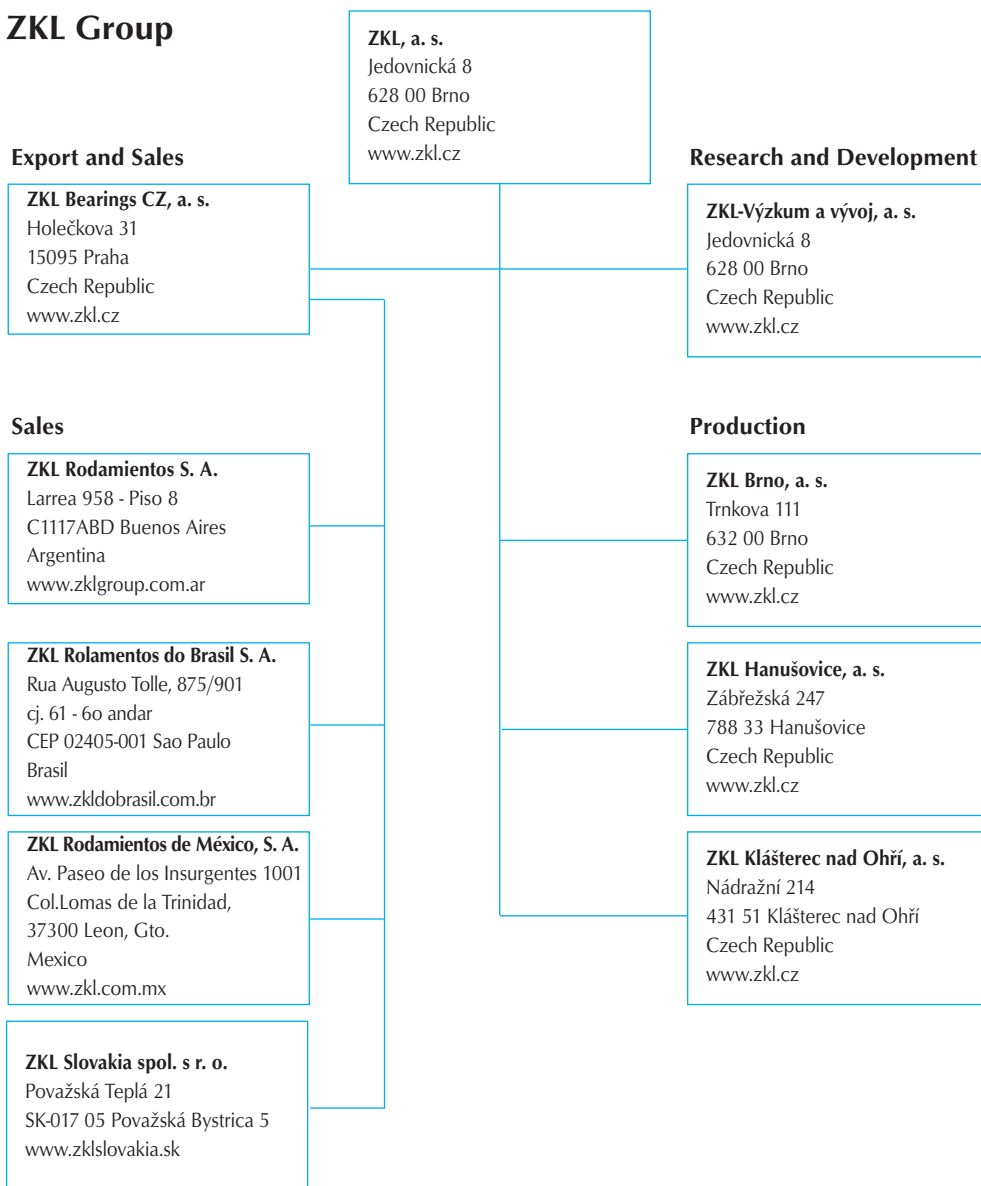 ZKL Group
ZKL, a. s.
Jedovnická 8
628 00 Brno
Czech Republic
www.zkl.cz
Export and Sales
ZKL Bearings CZ, a. s.
Holečkova 31
15095 Praha
Czech Republic
www.zkl.cz
Research and Development
ZKL-Výzkum a vývoj, a. s.
Jedovnická 8
628 00 Brno
Czech Republic
www.zkl.cz
Sales
ZKL Rodamientos S. A.
Larrea 958 - Piso 8
C1117ABD Buenos Aires
Argentina
www.zklgroup.com.ar
ZKL Rolamentos do Brasil S. A.
Rua Augusto Tolle, 875/901
cj. 61 - 6o andar
CEP 02405-001 Sao Paulo
Brasil
www.zkldobrasil.com.br
ZKL Rodamientos de México, S. A.
Av. Paseo de los Insurgentes 1001
Col.Lomas de la Trinidad,
37300 Leon, Gto.
Mexico
www.zkl.com.mx
ZKL Slovakia spol. s r. o.
Považská Teplá 21
SK-017 05 Považská Bystrica 5
www.zklslovakia.sk
Production
ZKL Brno, a. s.
Trnkova 111
632 00 Brno
Czech Republic
www.zkl.cz
ZKL Hanušovice, a. s.
Zábřežská 247
788 33 Hanušovice
Czech Republic
www.zkl.cz
ZKL Klášterec nad Ohří, a. s.
Nádražní 214
431 51 Klášterec nad Ohří
Czech Republic
www.zkl.cz